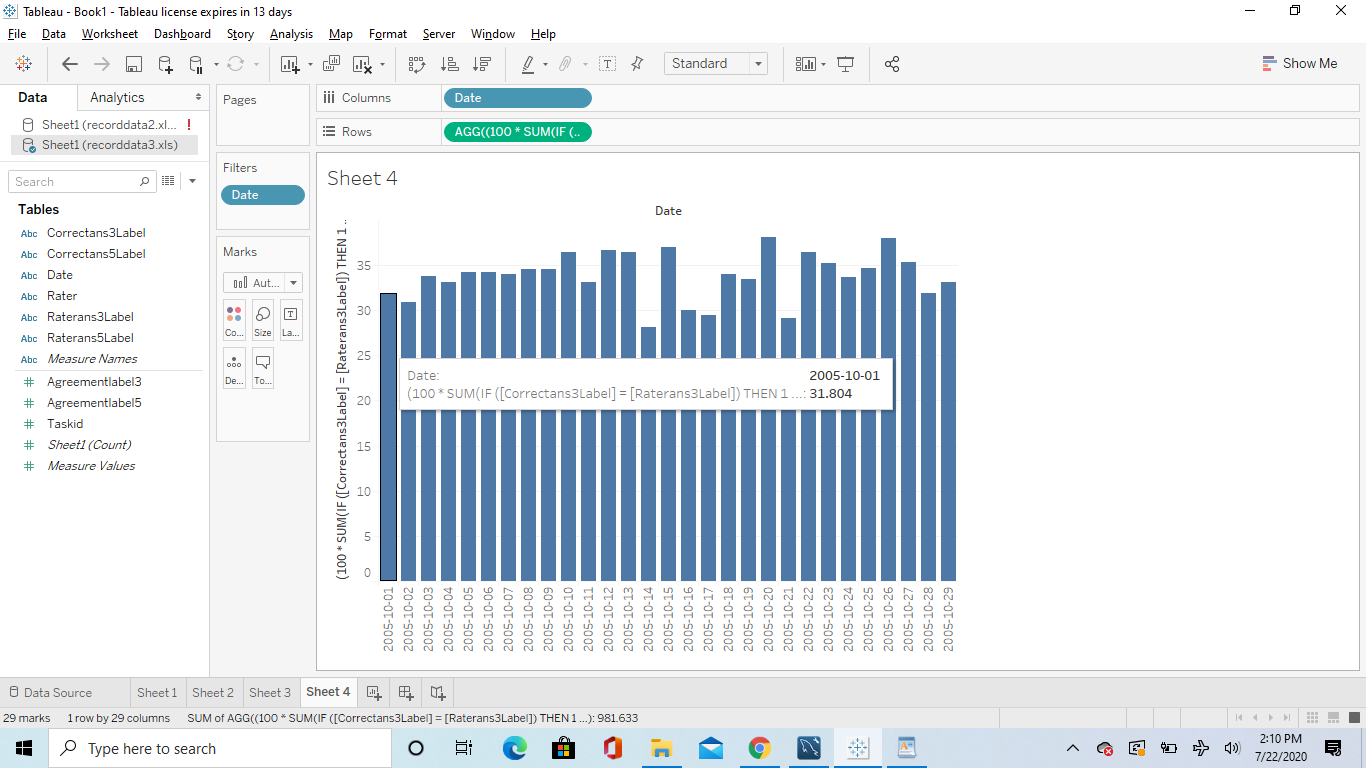 Tableau - Book1 - Tableau license expires in 13 days
File Data Worksheet Dashboard Story Analysis Map Format Server Window Help
Standard
Show Me
Data Analytics
Sheet1 (recorddata2.xl... !
Sheet1 (recorddata3.xls)
Search
Tables
Abc Correctans3Label
Abc Correctans5Label
Abc Date
Abc Rater
Abc Raterans3Label
Abc Raterans5Label
Abc Measure Names
# Agreementlabel3
# Agreementlabel5
# Taskid
# Sheet1 (Count)
# Measure Values
Pages
Filters
Date
Marks
Aut...
Co... Size La...
De... To...
Columns Date
Rows AGG((100 * SUM(IF (..
Sheet 4
Date
(100 * SUM(IF ([Correctans3Label] = [Raterans3Label]) THEN 1 ..
35
30
25
20
15
10
5
0
Date: 2005-10-01
(100 * SUM(IF ([Correctans3Label] = [Raterans3Label]) THEN 1 ...: 31.804
2005-10-01
2005-10-02
2005-10-03
2005-10-04
2005-10-05
2005-10-06
2005-10-07
2005-10-08
2005-10-09
2005-10-10
2005-10-11
2005-10-12
2005-10-13
2005-10-14
2005-10-15
2005-10-16
2005-10-17
2005-10-18
2005-10-19
2005-10-20
2005-10-21
2005-10-22
2005-10-23
2005-10-24
2005-10-25
2005-10-26
2005-10-27
2005-10-28
2005-10-29
Data Source Sheet 1 Sheet 2 Sheet 3 Sheet 4
29 marks 1 row by 29 columns SUM of AGG((100 * SUM(IF ([Correctans3Label] = [Raterans3Label]) THEN 1 ...): 981.633
Type here to search
2:10 PM
7/22/2020